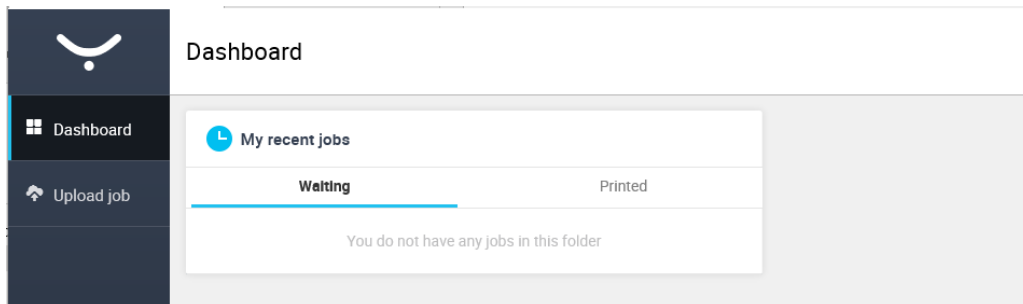 Dashboard
Dashboard
My recent jobs
Waiting
Printed
Upload job
You do not have any jobs in this folder